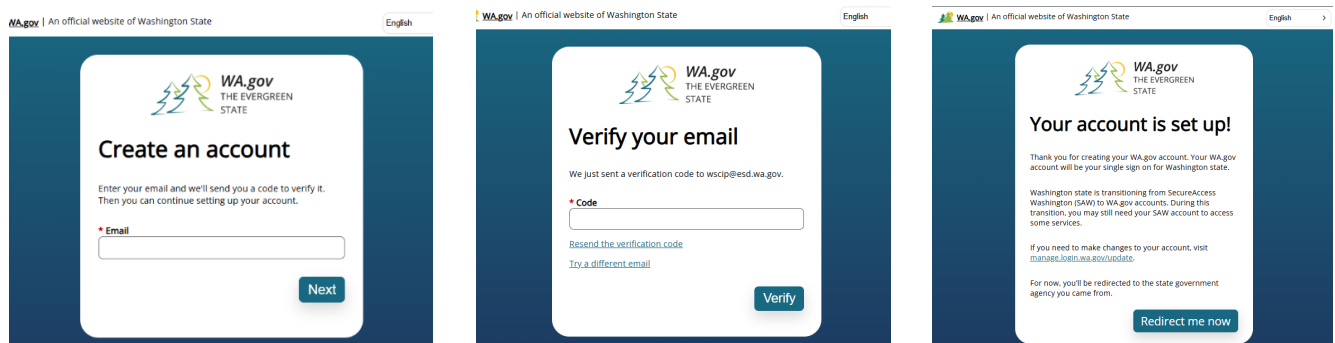 WA.gov | An official website of Washington State
English
WA.gov
THE EVERGREEN
STATE
Create an account
Enter your email and we'll send you a code to verify it.
Then you can continue setting up your account.
* Email
Next
WA.gov | An official website of Washington State
English
WA.gov
THE EVERGREEN
STATE
Verify your email
We just sent a verification code to wscip@esd.wa.gov.
* Code
Resend the verification code
Try a different email
Verify
WA.gov | An official website of Washington State
English >
WA.gov
THE EVERGREEN
STATE
Your account is set up!
Thank you for creating your WA.gov account. Your WA.gov
account will be your single sign on for Washington state.
Washington state is transitioning from SecureAccess
Washington (SAW) to WA.gov accounts. During this
transition, you may still need your SAW account to access
some services.
If you need to make changes to your account, visit
manage.login.wa.gov/update.
For now, you'll be redirected to the state government
agency you came from.
Redirect me now